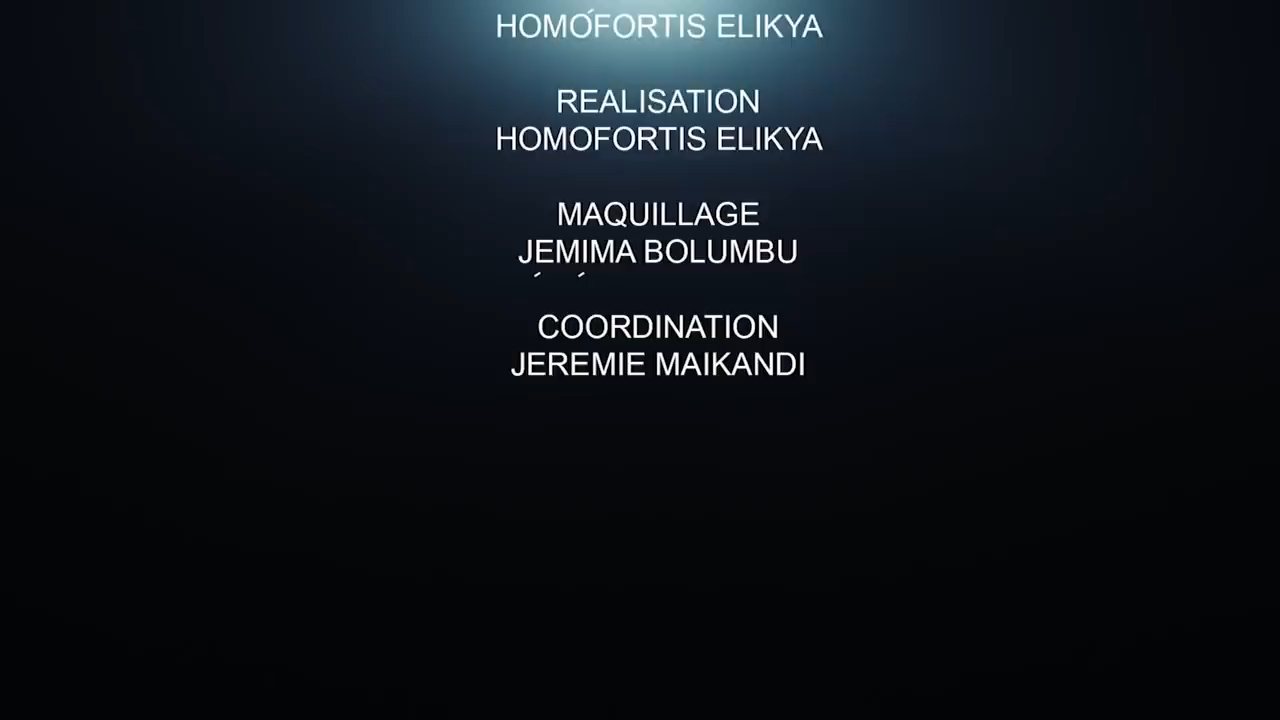 HOMOFORTIS ELIKYA
REALISATION
HOMOFORTIS ELIKYA
MAQUILLAGE
JEMIMA BOLUMBU
COORDINATION
JEREMIE MAIKANDI